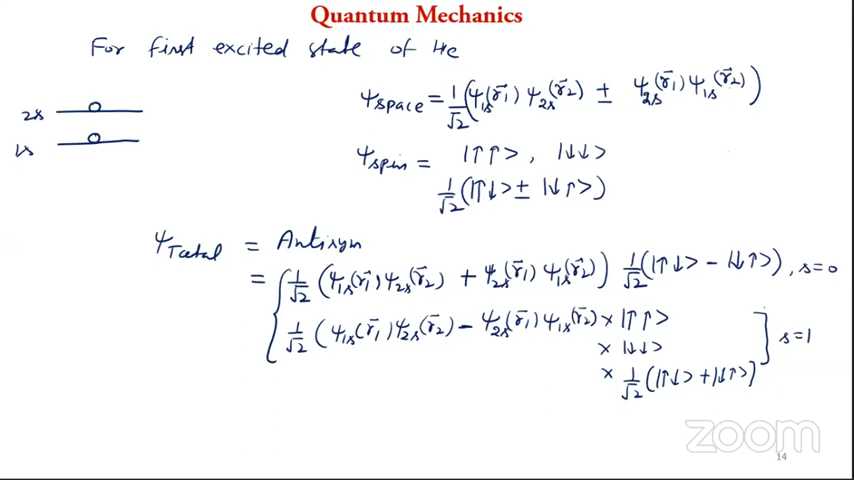 Quantum Mechanics
For first excited state of He
2s
1s
Ψspace = 1/√2 (Ψ1s(r⃗1) Ψ2s(r⃗2) ± Ψ2s(r⃗1) Ψ1s(r⃗2))
Ψspin = |↑↑> , |↓↓>
1/√2 (|↑↓> ± |↓↑>)
ΨTotal = Antisym
= { 1/√2 (Ψ1s(r⃗1) Ψ2s(r⃗2) + Ψ2s(r⃗1) Ψ1s(r⃗2)) 1/√2 (|↑↓> - |↓↑>) , s=0
1/√2 (Ψ1s(r⃗1) Ψ2s(r⃗2) - Ψ2s(r⃗1) Ψ1s(r⃗2) × |↑↑>
× |↓↓> ] s=1
× 1/√2 (|↑↓> + |↓↑>)
zoom
14